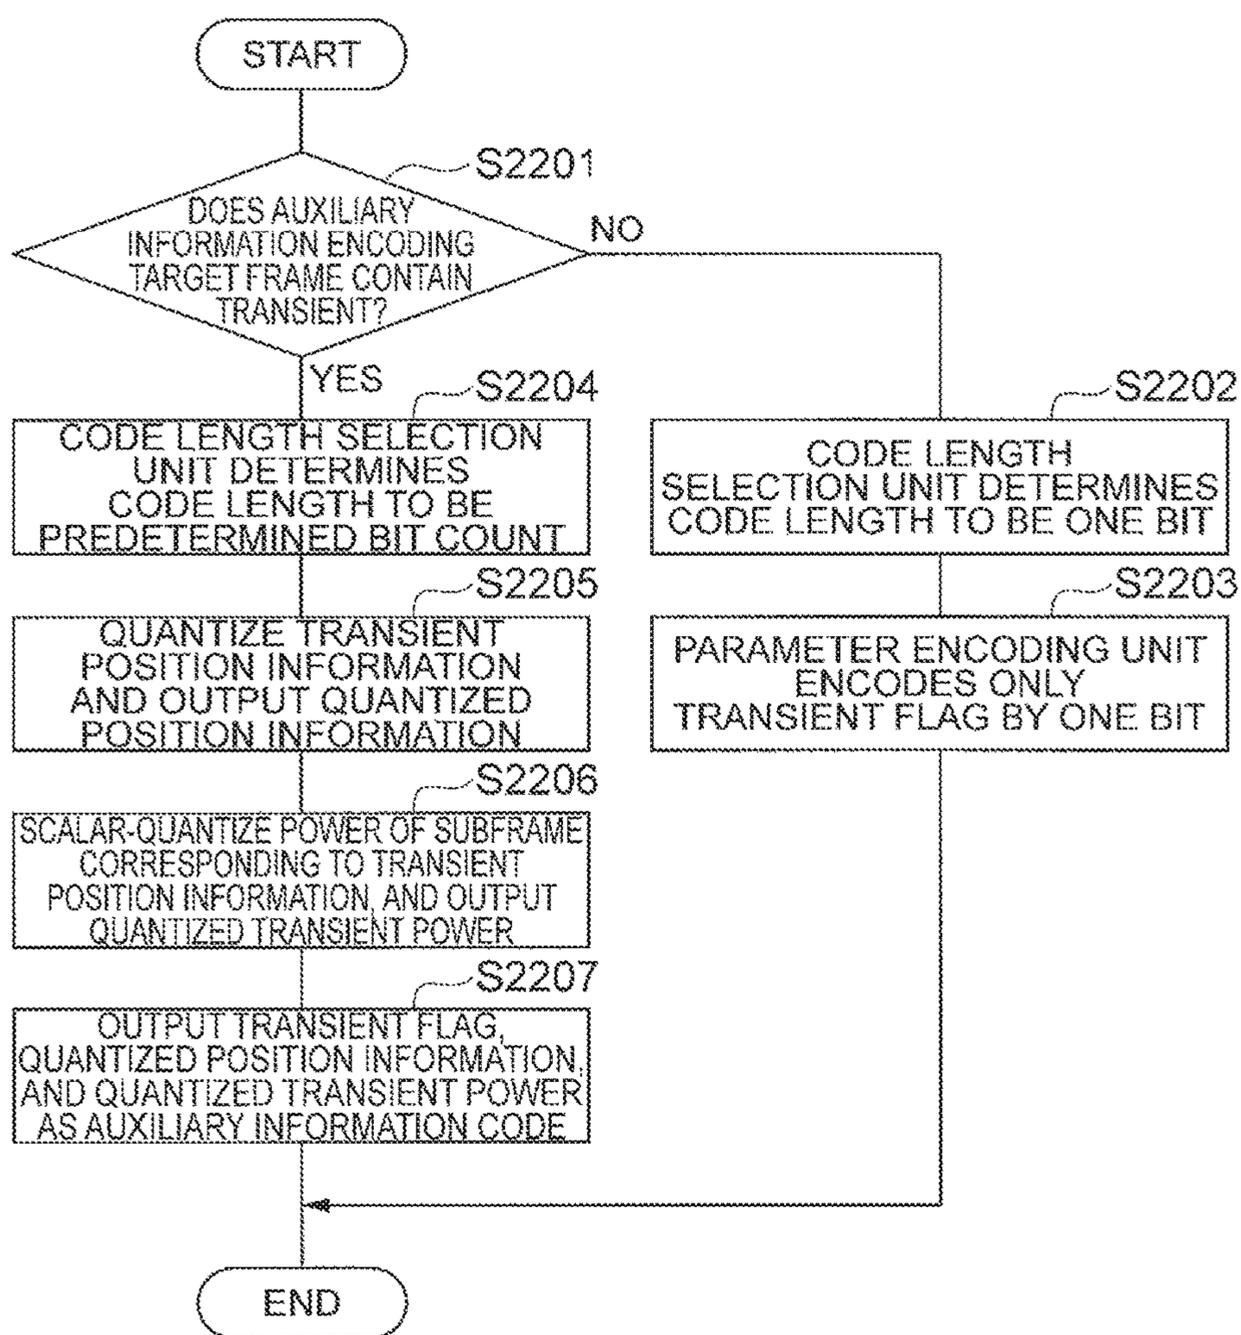 START
S2201
DOES AUXILIARY
INFORMATION ENCODING
TARGET FRAME CONTAIN
TRANSIENT?
NO
YES
S2204
CODE LENGTH SELECTION
UNIT DETERMINES
CODE LENGTH TO BE
PREDETERMINED BIT COUNT
S2202
CODE LENGTH
SELECTION UNIT DETERMINES
CODE LENGTH TO BE ONE BIT
S2205
QUANTIZE TRANSIENT
POSITION INFORMATION
AND OUTPUT QUANTIZED
POSITION INFORMATION
S2203
PARAMETER ENCODING UNIT
ENCODES ONLY
TRANSIENT FLAG BY ONE BIT
S2206
SCALAR-QUANTIZE POWER OF SUBFRAME
CORRESPONDING TO TRANSIENT
POSITION INFORMATION, AND OUTPUT
QUANTIZED TRANSIENT POWER
S2207
OUTPUT TRANSIENT FLAG,
QUANTIZED POSITION INFORMATION,
AND QUANTIZED TRANSIENT POWER
AS AUXILIARY INFORMATION CODE
END